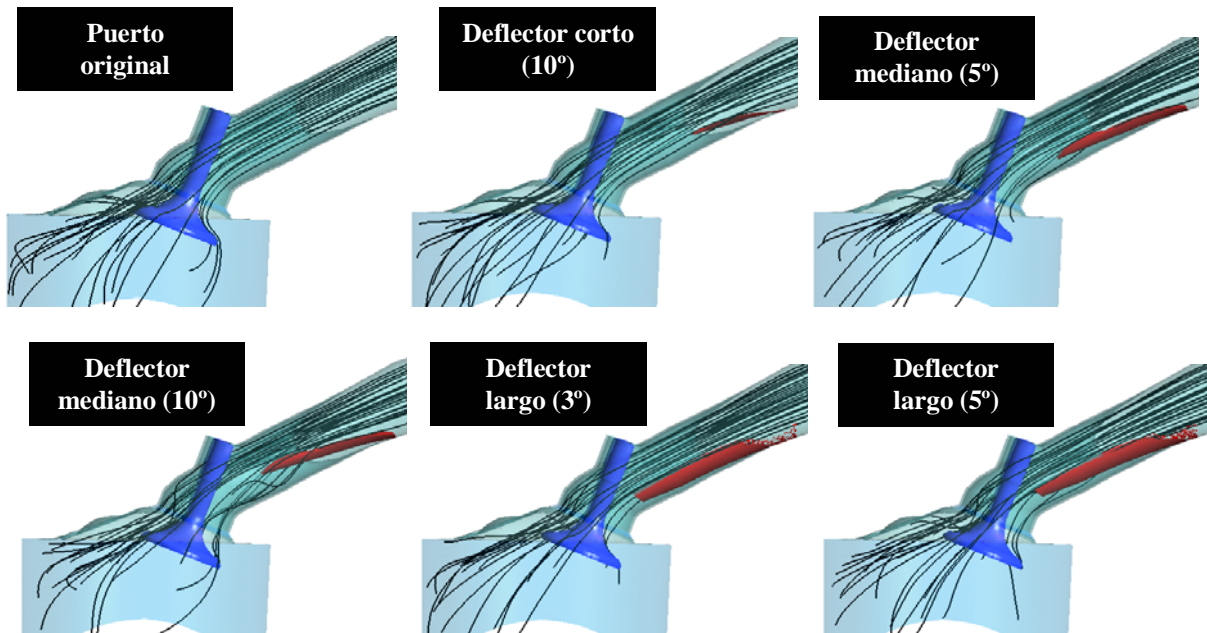 Puerto
original
Deflector corto
(10º)
Deflector
mediano (5º)
Deflector
mediano (10º)
Deflector
largo (3º)
Deflector
largo (5º)